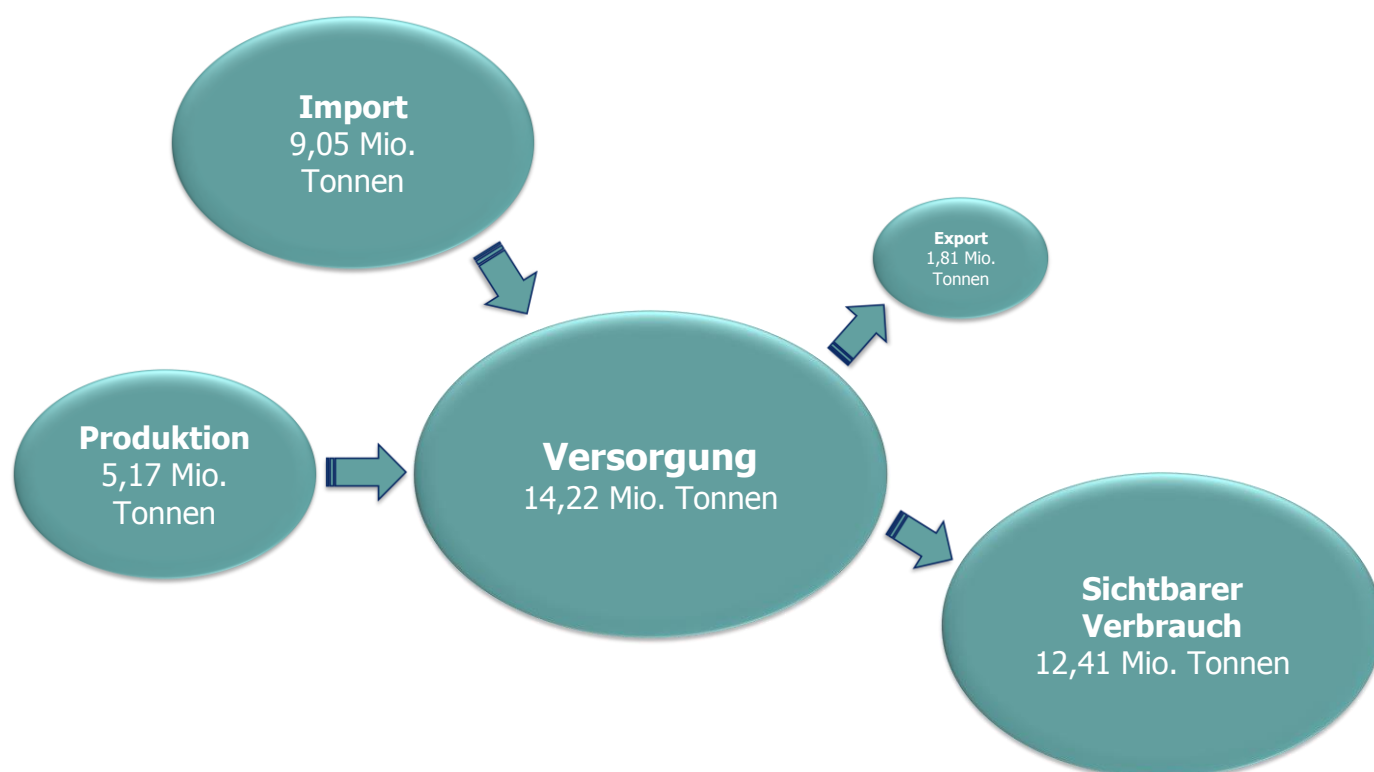 Import
9,05 Mio.
Tonnen
Export
1,81 Mio.
Tonnen
Produktion
5,17 Mio.
Tonnen
Versorgung
14,22 Mio. Tonnen
Sichtbarer
Verbrauch
12,41 Mio. Tonnen